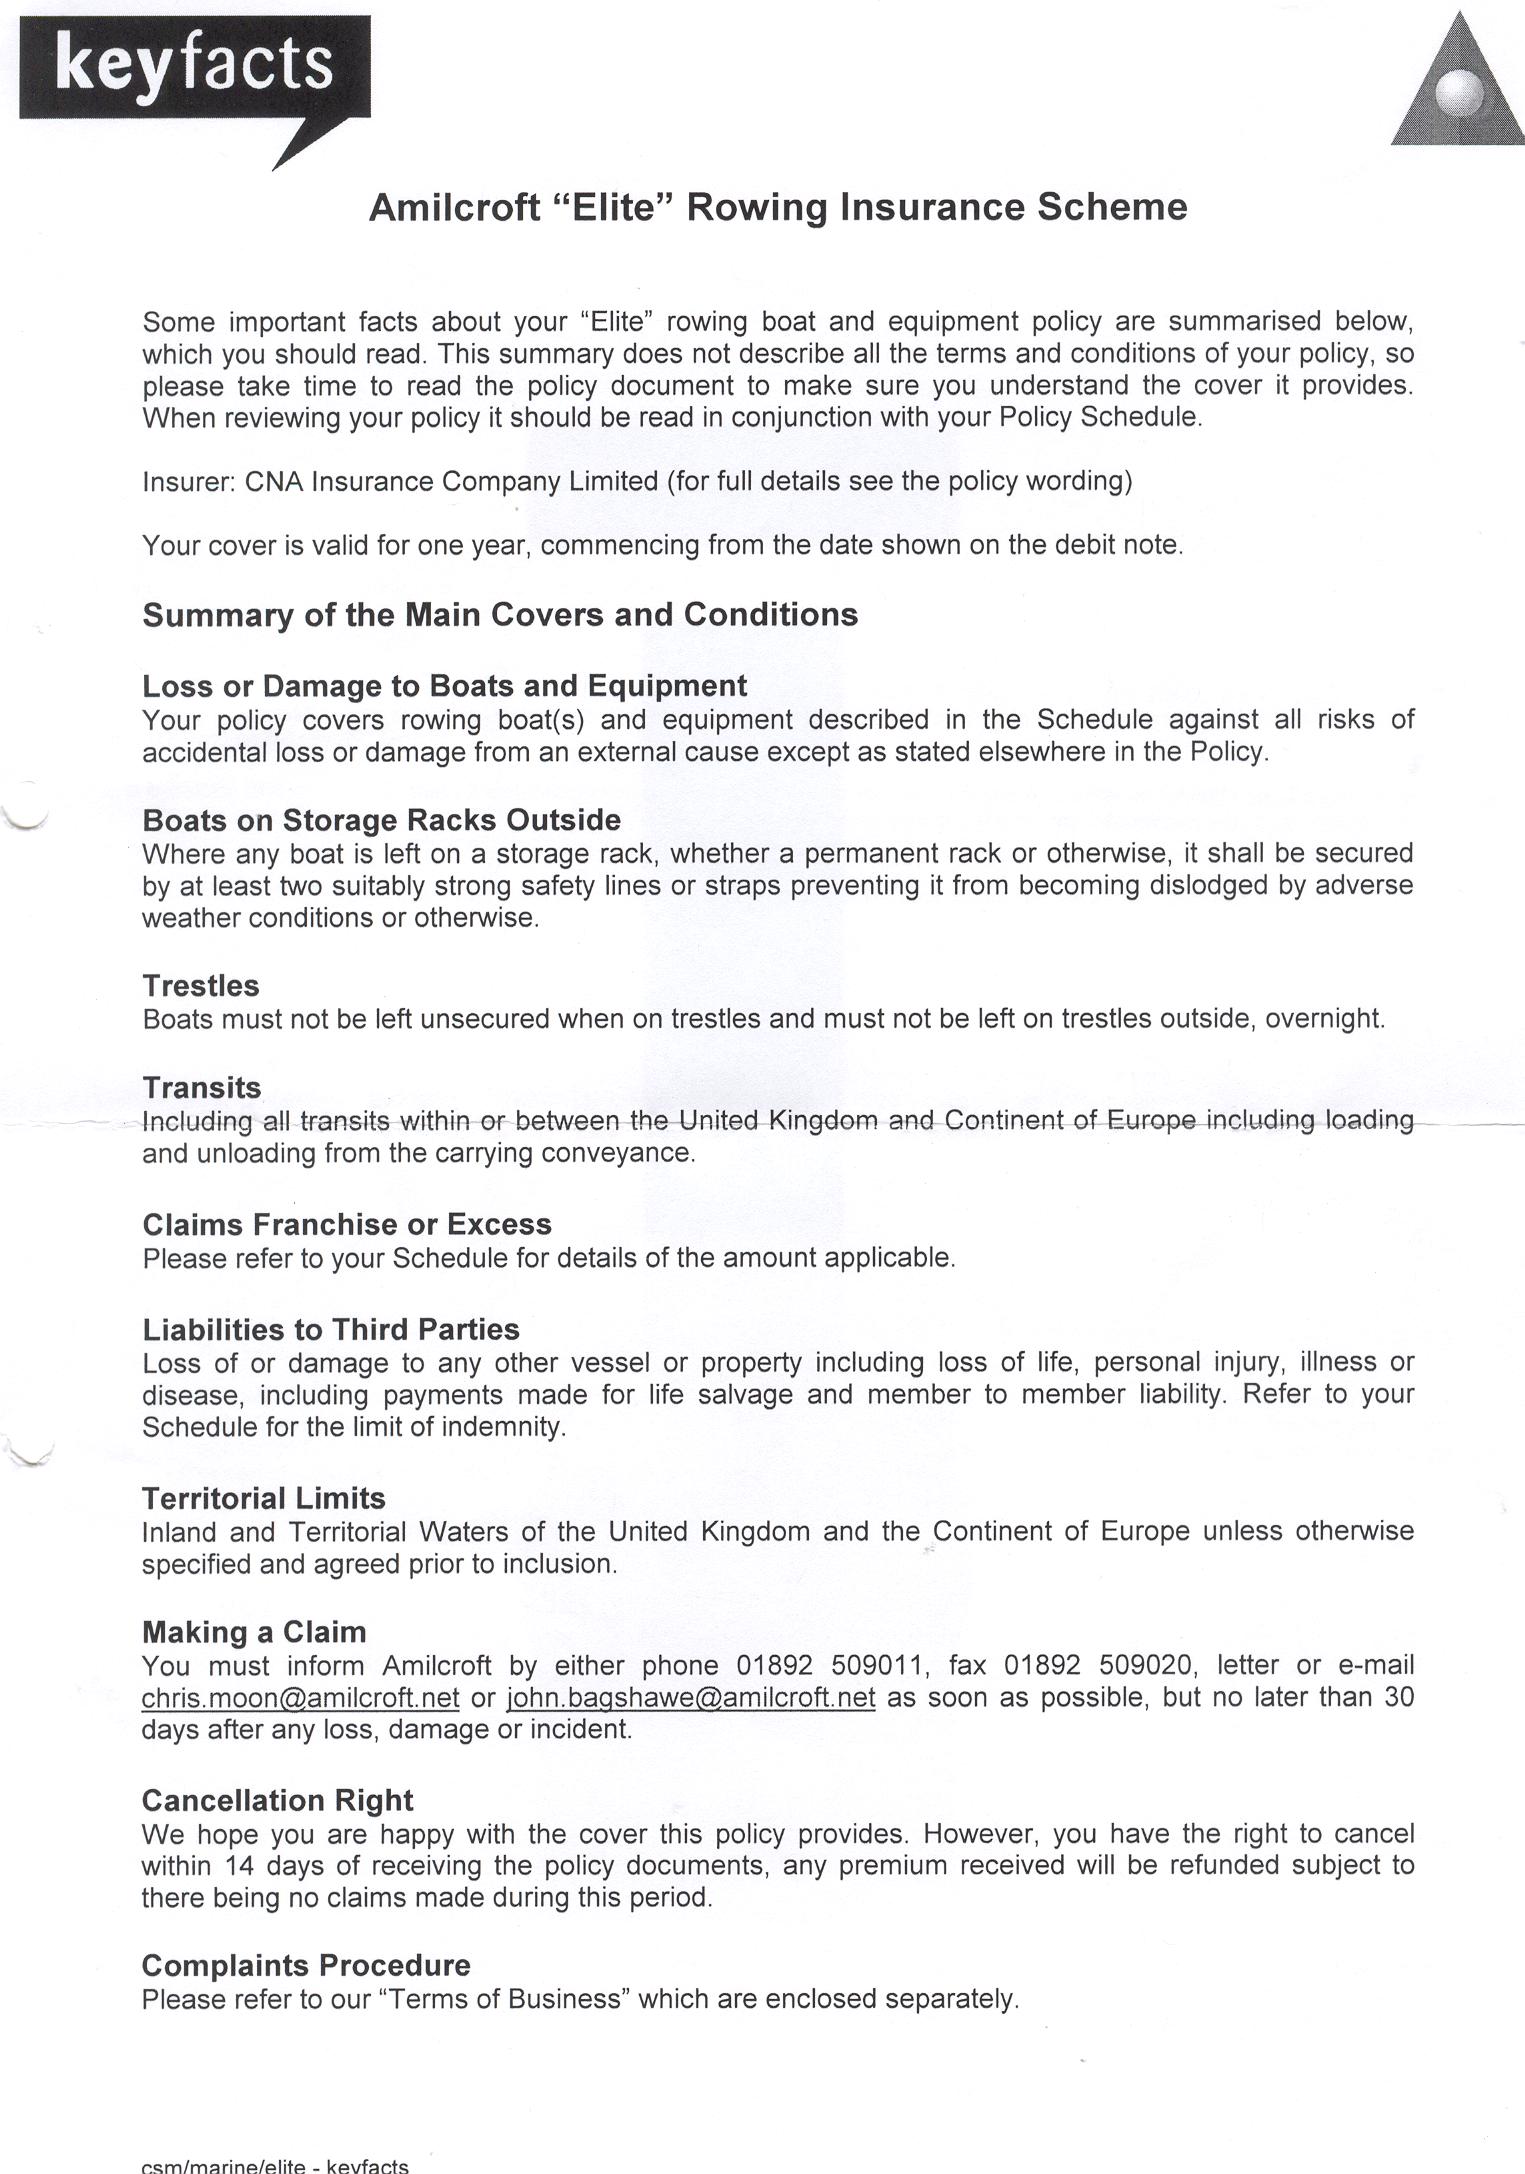 keyfacts
Amilcroft “Elite” Rowing Insurance Scheme
Some important facts about your “Elite” rowing boat and equipment policy are summarised below,
which you should read. This summary does not describe all the terms and conditions of your policy, so
please take time to read the policy document to make sure you understand the cover it provides.
When reviewing your policy it should be read in conjunction with your Policy Schedule.
Insurer: CNA Insurance Company Limited (for full details see the policy wording)
Your cover is valid for one year, commencing from the date shown on the debit note.
Summary of the Main Covers and Conditions
Loss or Damage to Boats and Equipment
Your policy covers rowing boat(s) and equipment described in the Schedule against all risks of
accidental loss or damage from an external cause except as stated elsewhere in the Policy.
Boats on Storage Racks Outside
Where any boat is left on a storage rack, whether a permanent rack or otherwise, it shall be secured
by at least two suitably strong safety lines or straps preventing it from becoming dislodged by adverse
weather conditions or otherwise.
Trestles
Boats must not be left unsecured when on trestles and must not be left on trestles outside, overnight.
Transits
Including all transits within or between the United Kingdom and Continent of Europe including loading
and unloading from the carrying conveyance.
Claims Franchise or Excess
Please refer to your Schedule for details of the amount applicable.
Liabilities to Third Parties
Loss of or damage to any other vessel or property including loss of life, personal injury, illness or
disease, including payments made for life salvage and member to member liability. Refer to your
Schedule for the limit of indemnity.
Territorial Limits
Inland and Territorial Waters of the United Kingdom and the Continent of Europe unless otherwise
specified and agreed prior to inclusion.
Making a Claim
You must inform Amilcroft by either phone 01892 509011, fax 01892 509020, letter or e-mail
chris.moon@amilcroft.net or john.bagshawe@amilcroft.net as soon as possible, but no later than 30
days after any loss, damage or incident.
Cancellation Right
We hope you are happy with the cover this policy provides. However, you have the right to cancel
within 14 days of receiving the policy documents, any premium received will be refunded subject to
there being no claims made during this period.
Complaints Procedure
Please refer to our “Terms of Business” which are enclosed separately.
csm/marine/elite - keyfacts